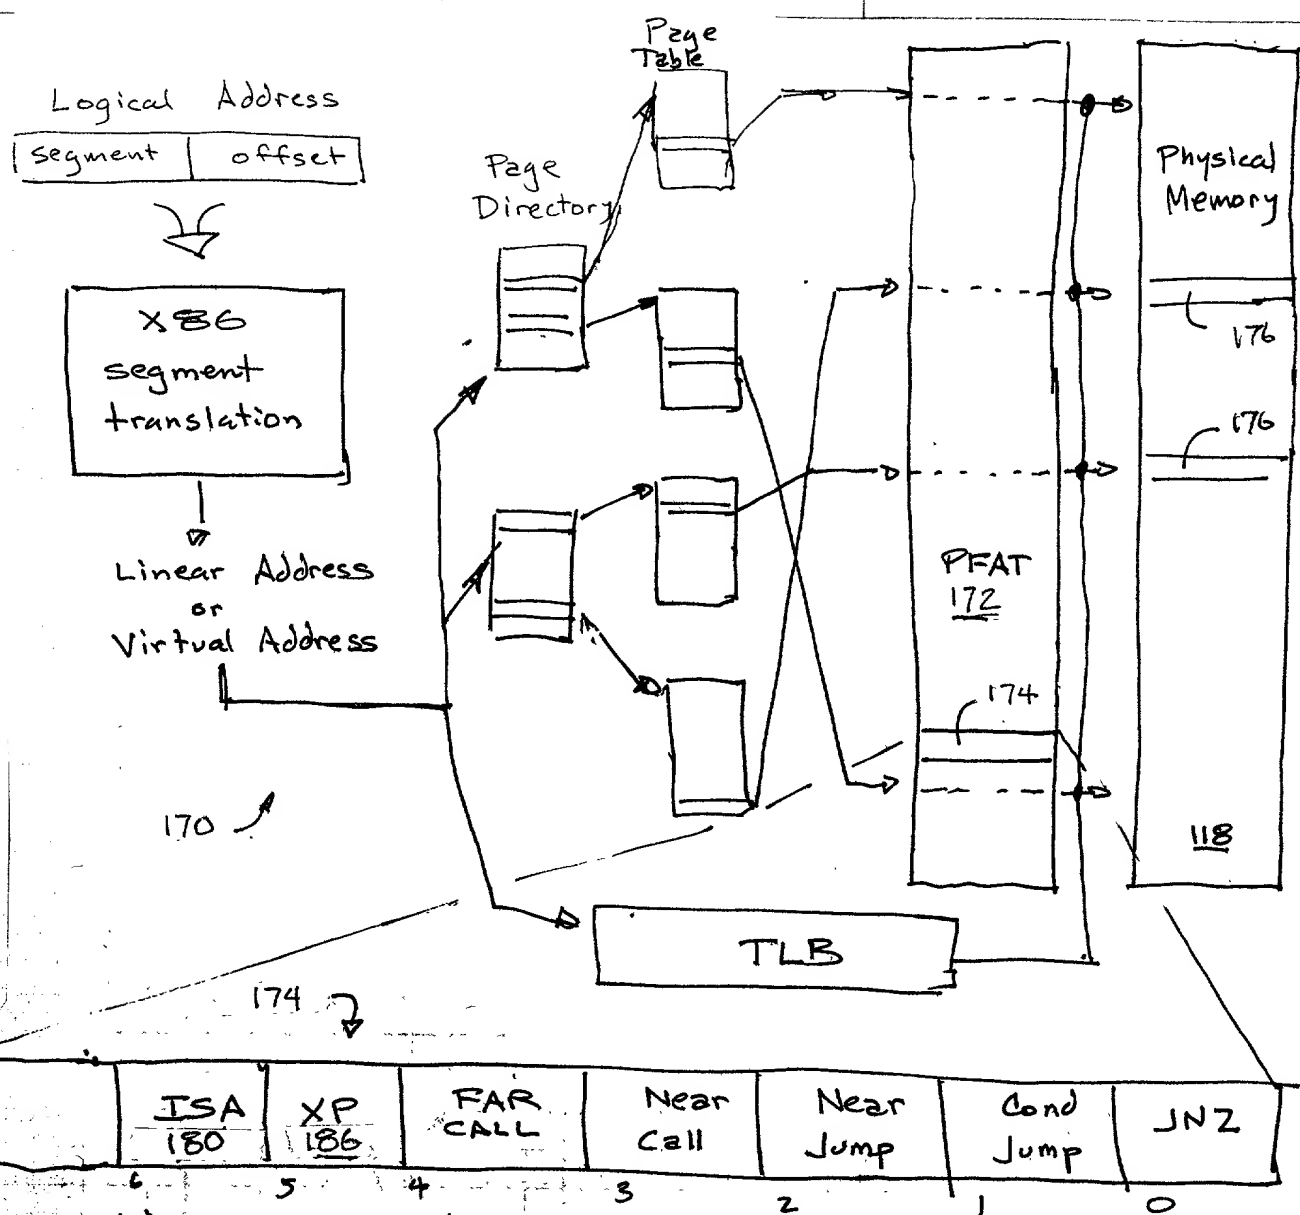 Page
Table
Logical Address
segment offset
Page
Directory
Physical
Memory
X86
segment
translation
176
176
Linear Address
or
Virtual Address
PFAT
172
174
170
118
TLB
174
ISA
180
XP
186
FAR
CALL
Near
Call
Near
Jump
Cond
Jump
JNZ
6 5 4 3 2 1 0